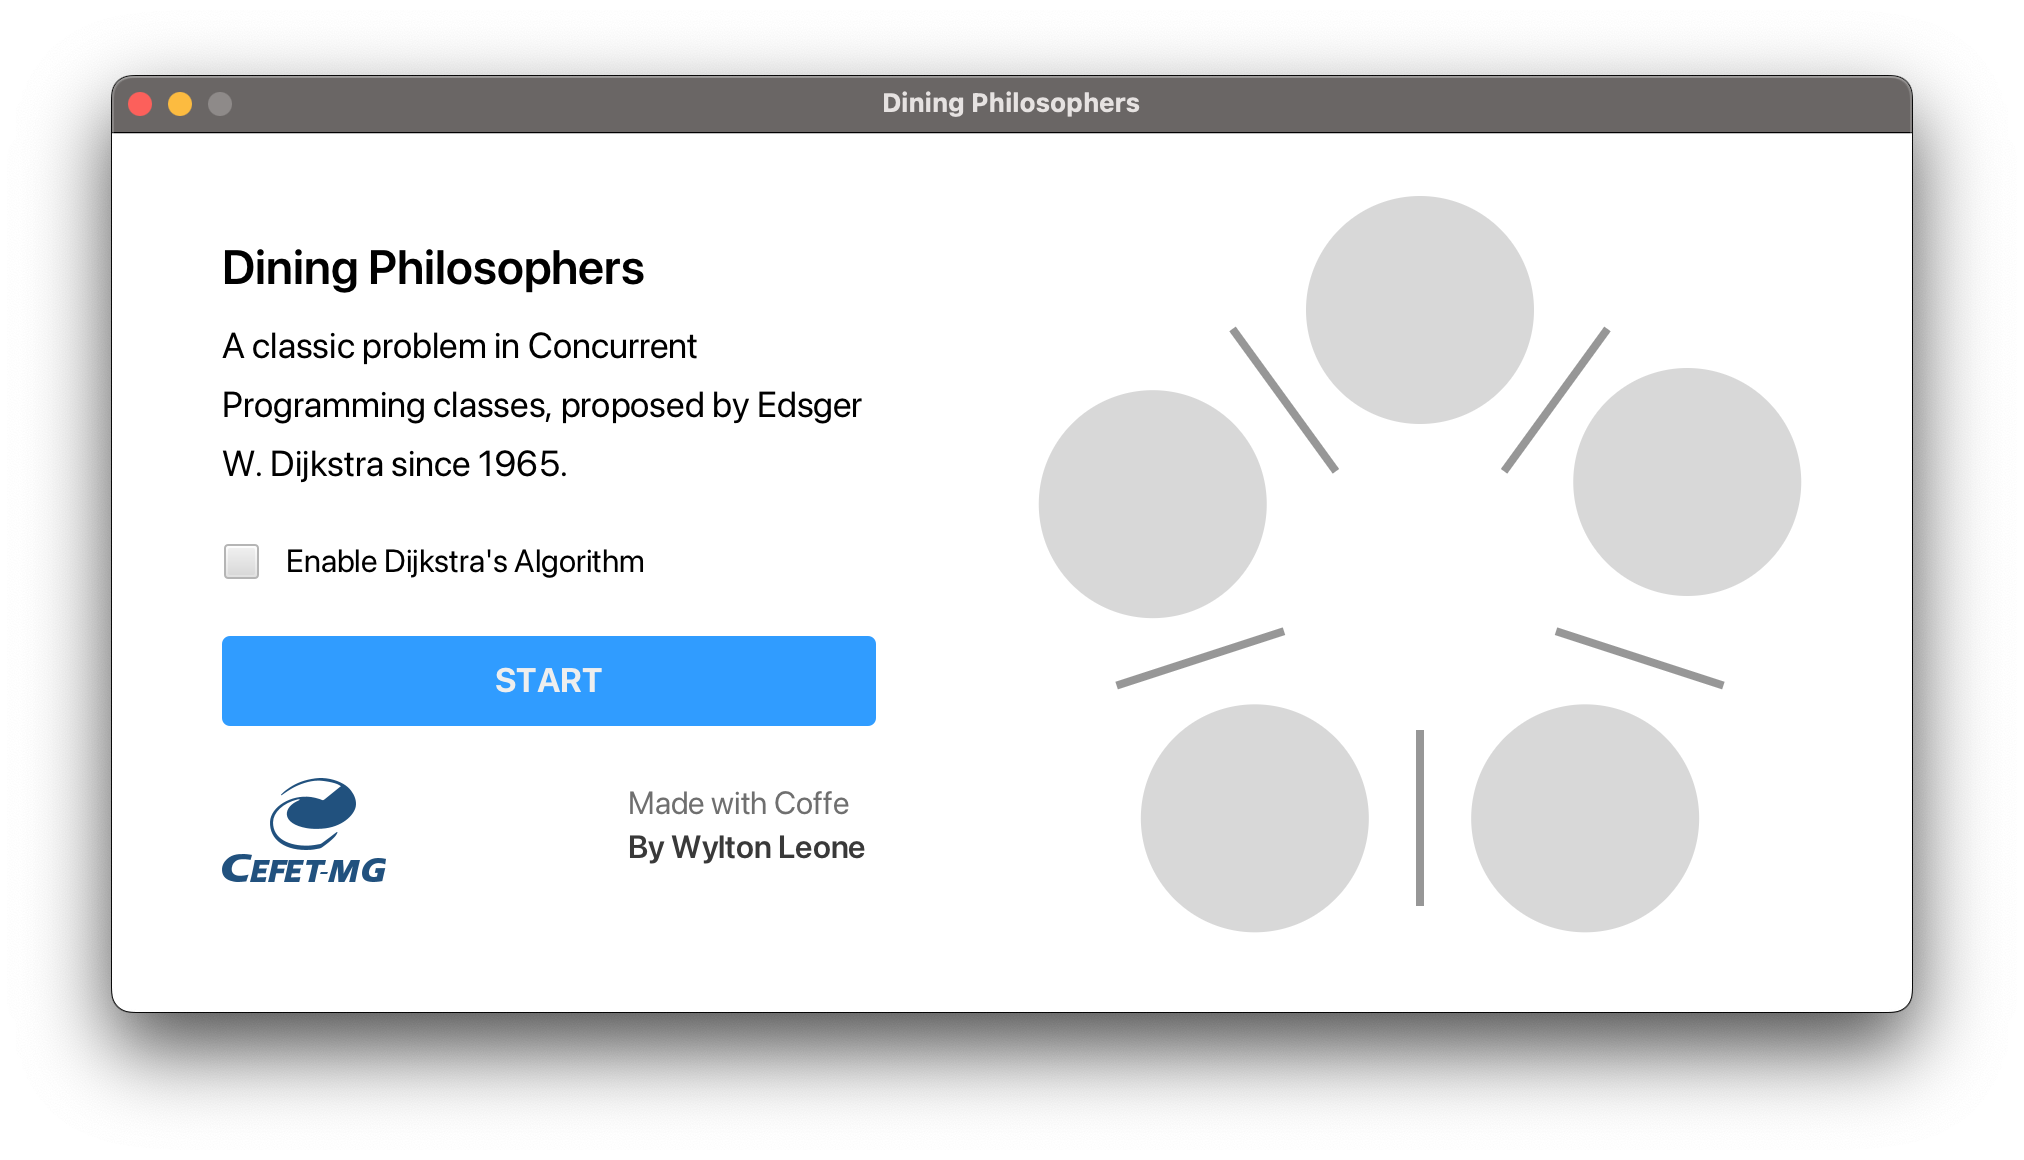 Dining Philosophers
Dining Philosophers
A classic problem in Concurrent
Programming classes, proposed by Edsger
W. Dijkstra since 1965.
Enable Dijkstra's Algorithm
START
CEFET-MG
Made with Coffe
By Wylton Leone